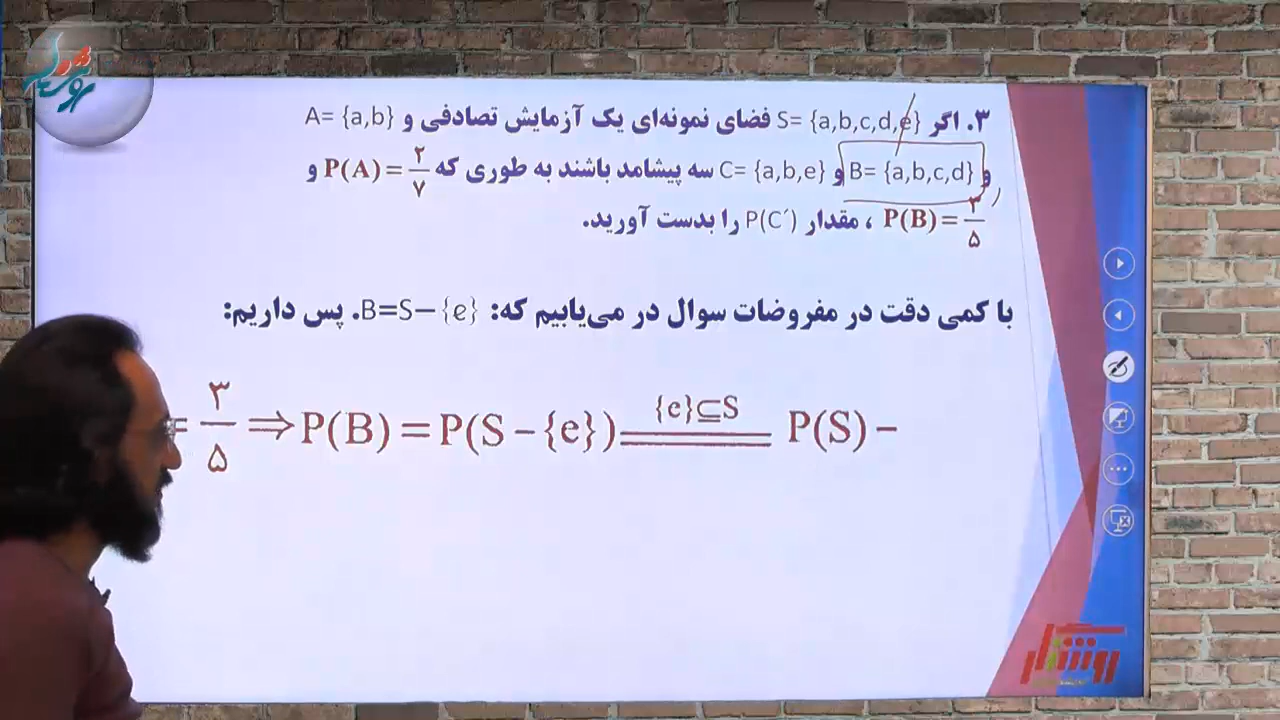 ۳. اگر S= {a,b,c,d,e} فضای نمونه‌ای یک آزمایش تصادفی و A= {a,b}
و B= {a,b,c,d} و C= {a,b,e} سه پیشامد باشند به طوری که P(A)=۲/۷ و
P(B)=۳/۵ ، مقدار P(C´) را بدست آورید.
با کمی دقت در مفروضات سوال در می‌یابیم که: B=S−{e}. پس داریم:
= ۳/۵ ⇒ P(B) = P(S−{e}) {e}⊆S P(S) −